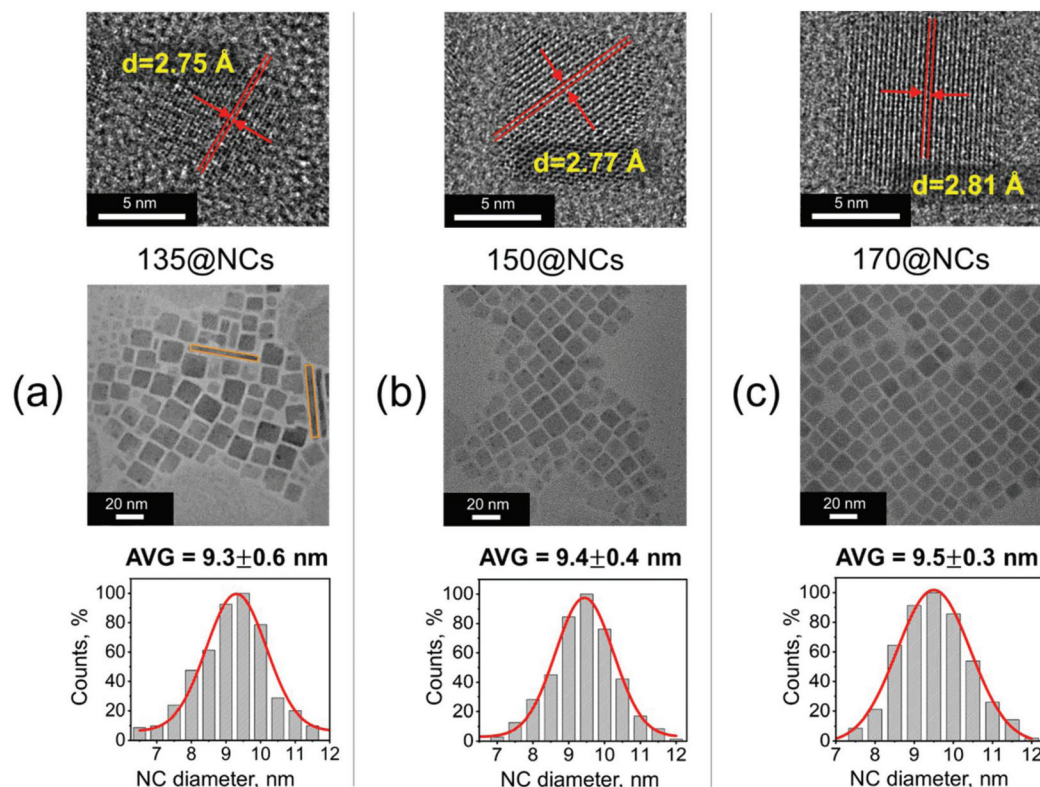 d=2.75 Å
5 nm
135@NCs
(a)
20 nm
AVG = 9.3±0.6 nm
100
80
60
40
20
0
Counts, %
7 8 9 10 11 12
NC diameter, nm
d=2.77 Å
5 nm
150@NCs
(b)
20 nm
AVG = 9.4±0.4 nm
100
80
60
40
20
0
Counts, %
7 8 9 10 11 12
NC diameter, nm
d=2.81 Å
5 nm
170@NCs
(c)
20 nm
AVG = 9.5±0.3 nm
100
80
60
40
20
0
Counts, %
7 8 9 10 11 12
NC diameter, nm